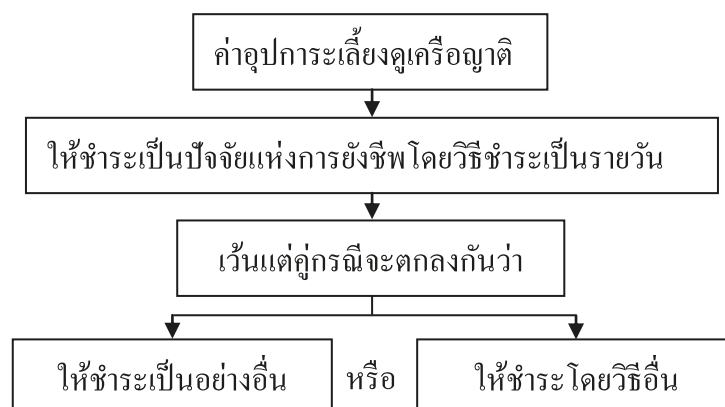 ค่าอุปการะเลี้ยงดูเครือญาติ
ให้ชำระเป็นปัจจัยแห่งการยังชีพโดยวิธีชำระเป็นรายวัน
เว้นแต่คู่กรณีจะตกลงกันว่า
ให้ชำระเป็นอย่างอื่น หรือ ให้ชำระโดยวิธีอื่น